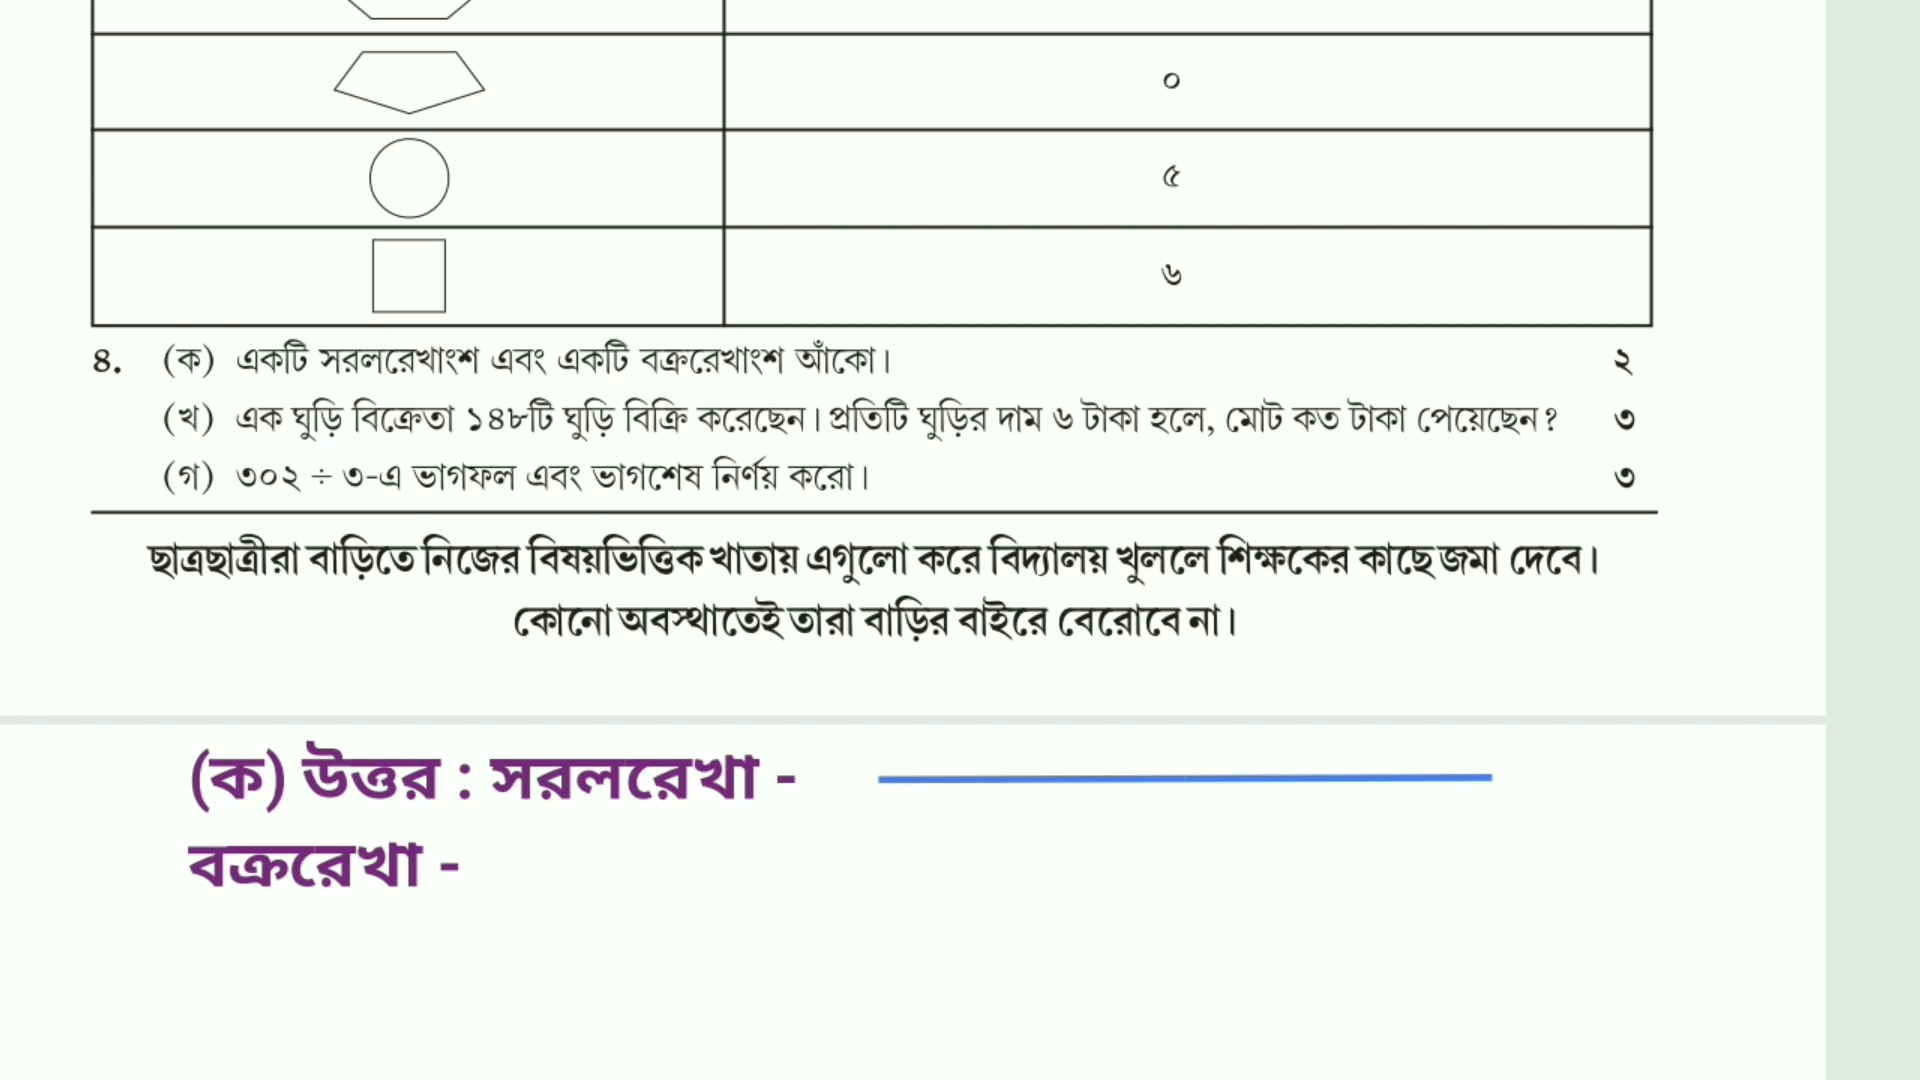 ০
৫
৬
৪. (ক) একটি সরলরেখাংশ এবং একটি বক্ররেখাংশ আঁকো। ২
(খ) এক ঘুড়ি বিক্রেতা ১৪৮টি ঘুড়ি বিক্রি করেছেন। প্রতিটি ঘুড়ির দাম ৬ টাকা হলে, মোট কত টাকা পেয়েছেন? ৩
(গ) ৩০২ ÷ ৩-এ ভাগফল এবং ভাগশেষ নির্ণয় করো। ৩
ছাত্রছাত্রীরা বাড়িতে নিজের বিষয়ভিত্তিক খাতায় এগুলো করে বিদ্যালয় খুললে শিক্ষকের কাছে জমা দেবে।
কোনো অবস্থাতেই তারা বাড়ির বাইরে বেরোবে না।
(ক) উত্তর : সরলরেখা -
বক্ররেখা -